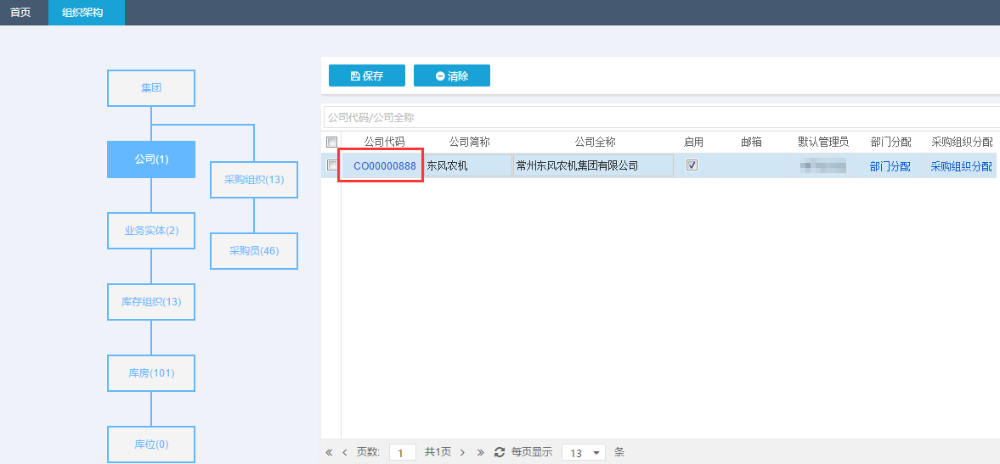 首页 组织架构
集团
公司(1)
采购组织(13)
业务实体(2)
采购员(46)
库存组织(13)
库房(101)
库位(0)
保存 清除
公司代码/公司全称
公司代码 公司简称 公司全称 启用 邮箱 默认管理员 部门分配 采购组织分配
CO00000888 东风农机 常州东风农机集团有限公司 部门分配 采购组织分配
页数: 1 共1页 每页显示 13 条